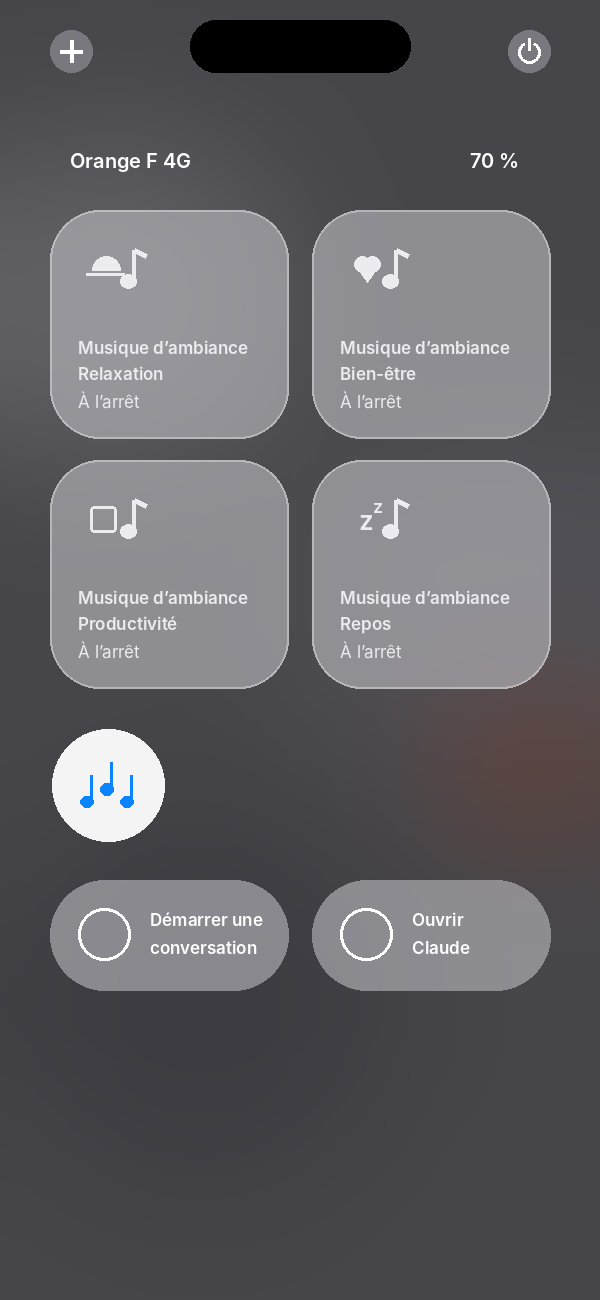 Orange F 4G
70 %
Musique d’ambiance
Relaxation
À l’arrêt
Musique d’ambiance
Bien-être
À l’arrêt
Musique d’ambiance
Productivité
À l’arrêt
zz
Musique d’ambiance
Repos
À l’arrêt
Démarrer une
conversation
Ouvrir
Claude